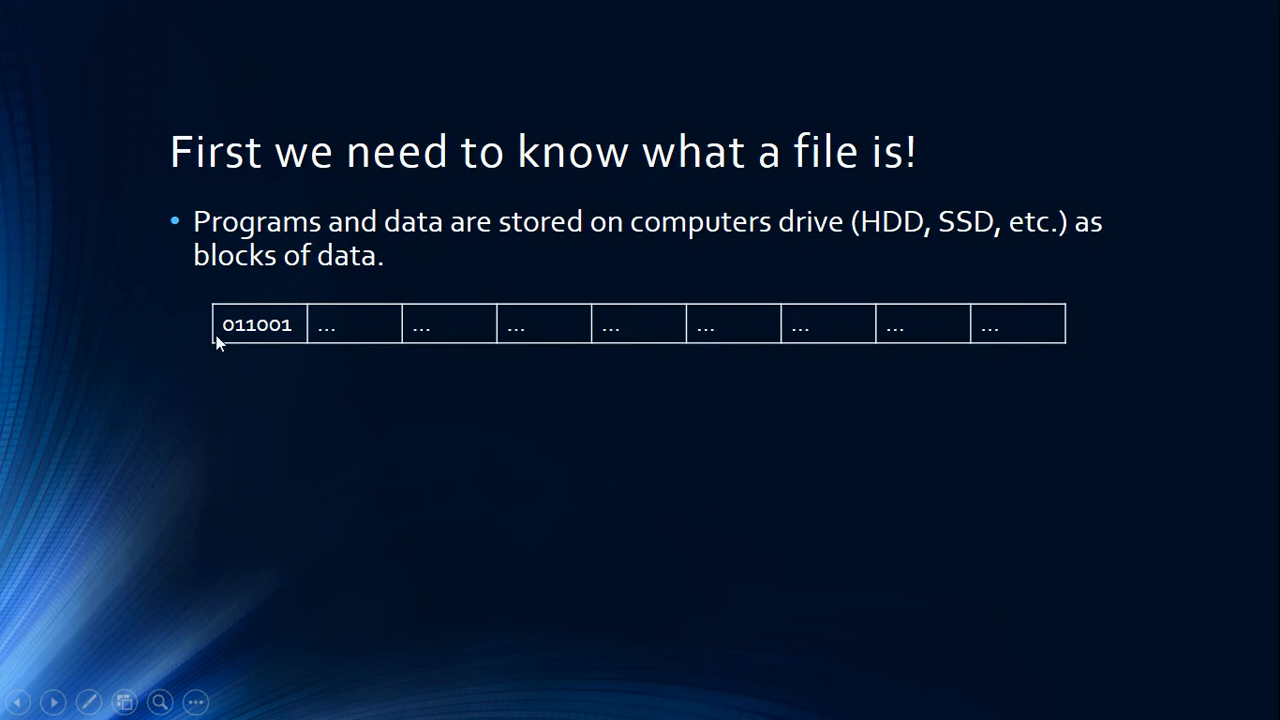 First we need to know what a file is!
• Programs and data are stored on computers drive (HDD, SSD, etc.) as
blocks of data.
011001 ... ... ... ... ... ... ... ...